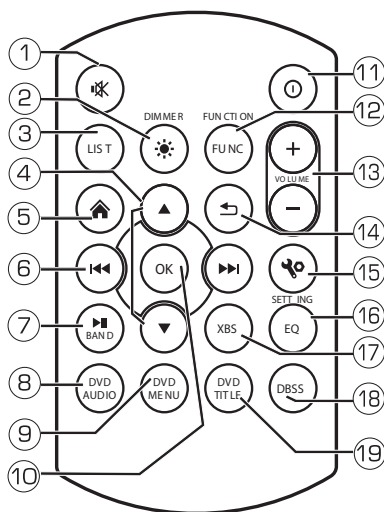 1
11
2
DIMMER
FUNCTION
12
3
LIST
FUNC
+
4
VOLUME
13
5
−
14
6
OK
15
SETTING
16
7
BAND
XBS
EQ
17
8
DVD AUDIO
DVD MENU
DVD TITLE
DBSS
18
9
10
19